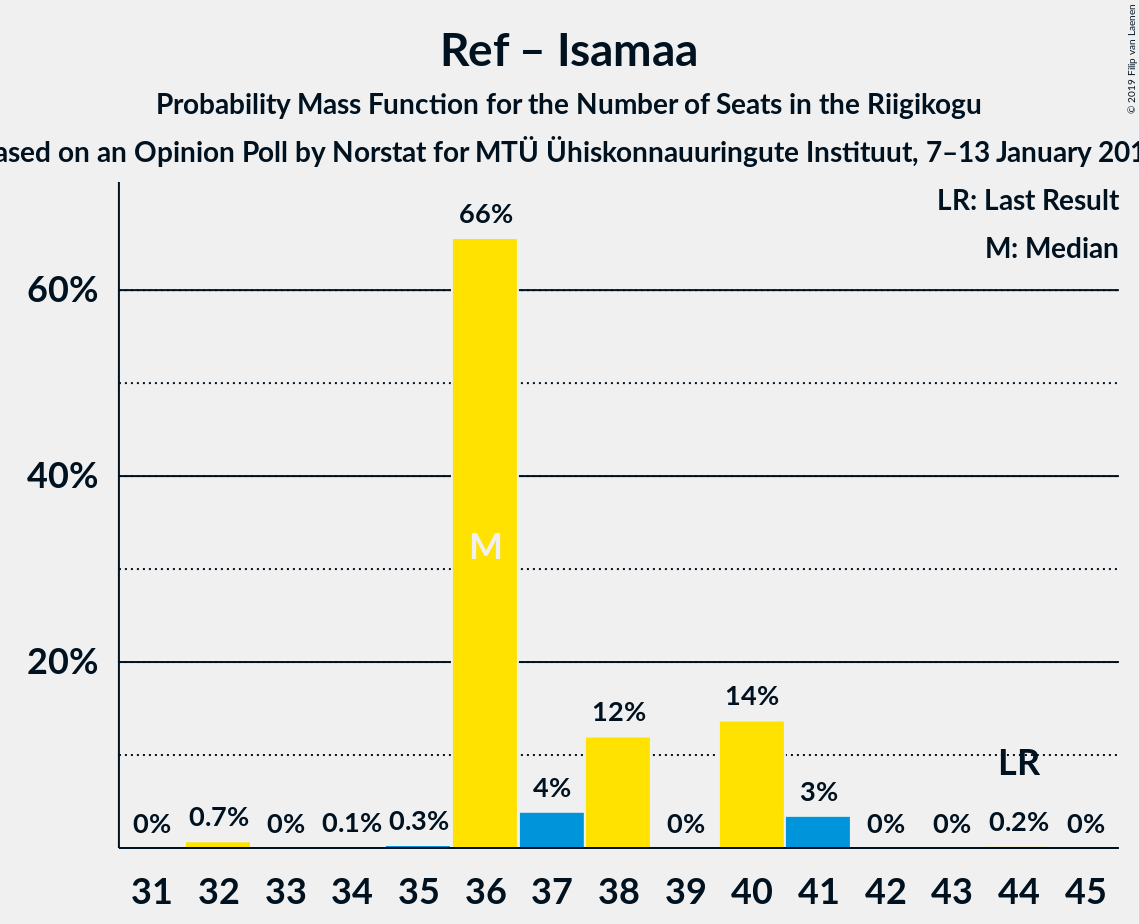 Ref – Isamaa
Probability Mass Function for the Number of Seats in the Riigikogu
on an Opinion Poll by Norstat for MTÜ Ühiskonnauuringute Instituut, 7–13 January
© 2019 Filip van Laenen
LR: Last Result
M: Median
60%
40%
20%
0%
0.7%
0%
0.1%
0.3%
66%
M
4%
12%
0%
14%
3%
0%
0%
LR
0.2%
0%
31 32 33 34 35 36 37 38 39 40 41 42 43 44 45